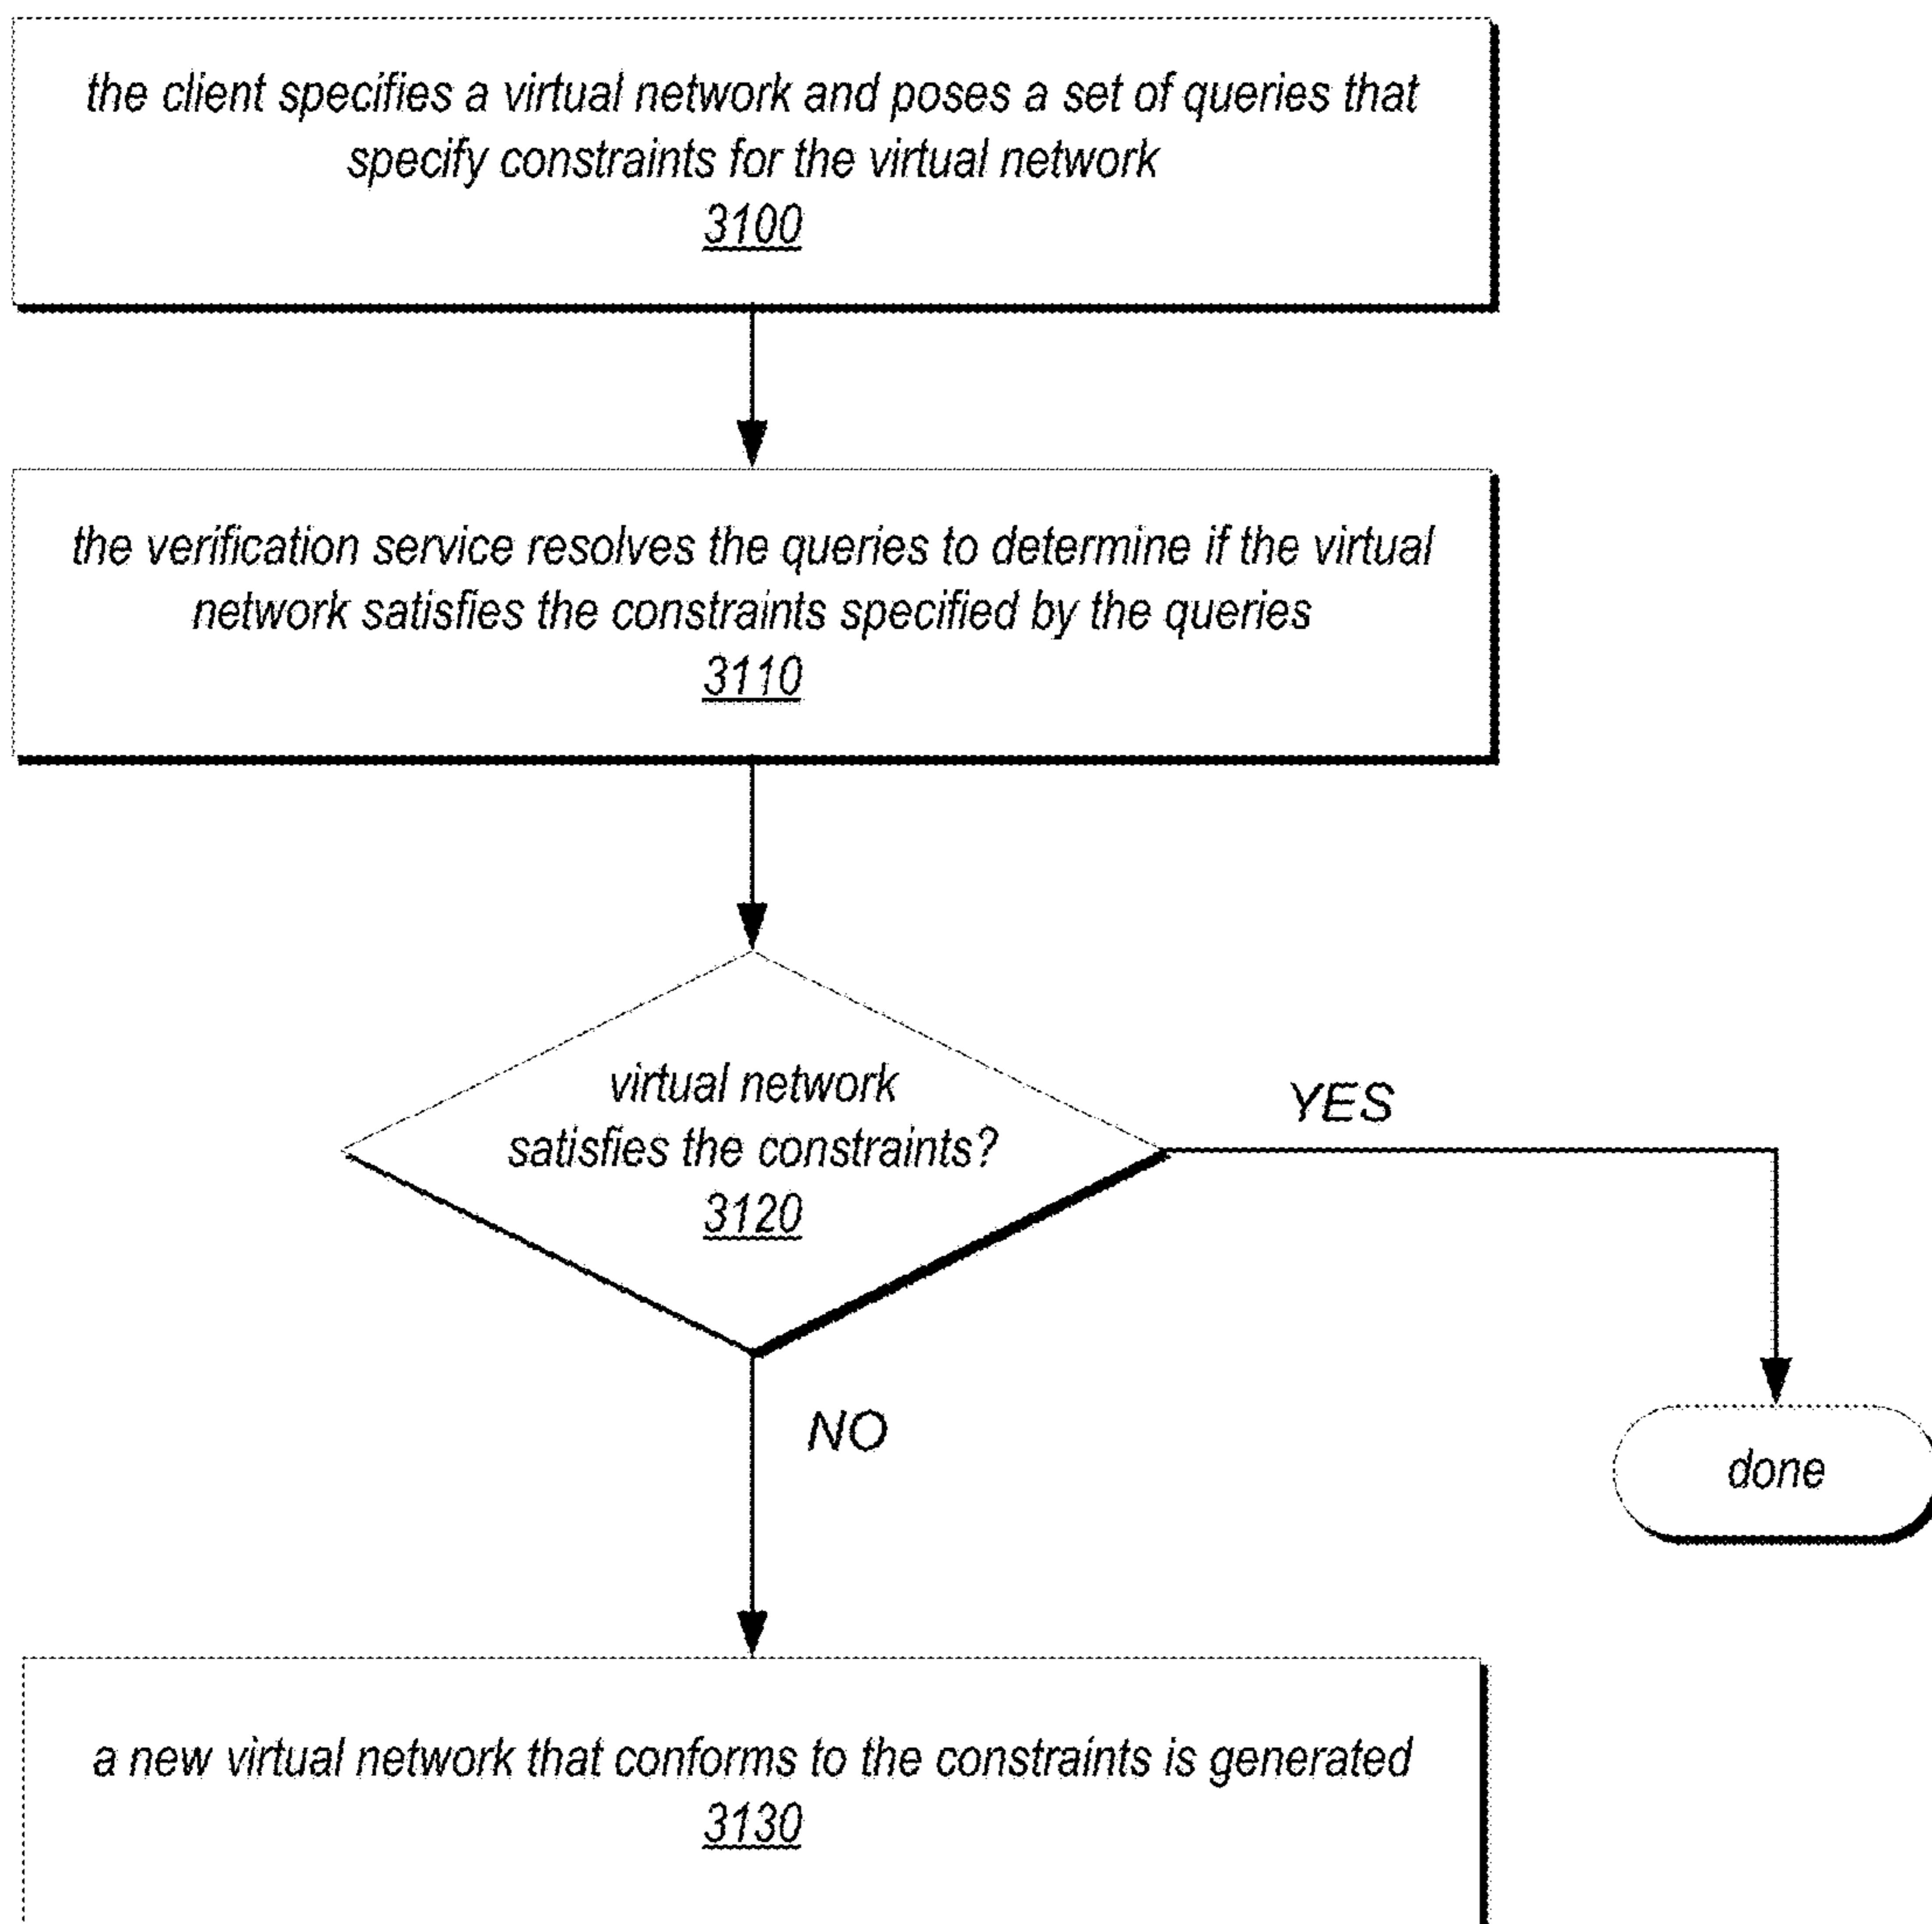 the client specifies a virtual network and poses a set of queries that
specify constraints for the virtual network
3100
the verification service resolves the queries to determine if the virtual
network satisfies the constraints specified by the queries
3110
virtual network
satisfies the constraints?
3120
YES
NO
done
a new virtual network that conforms to the constraints is generated
3130